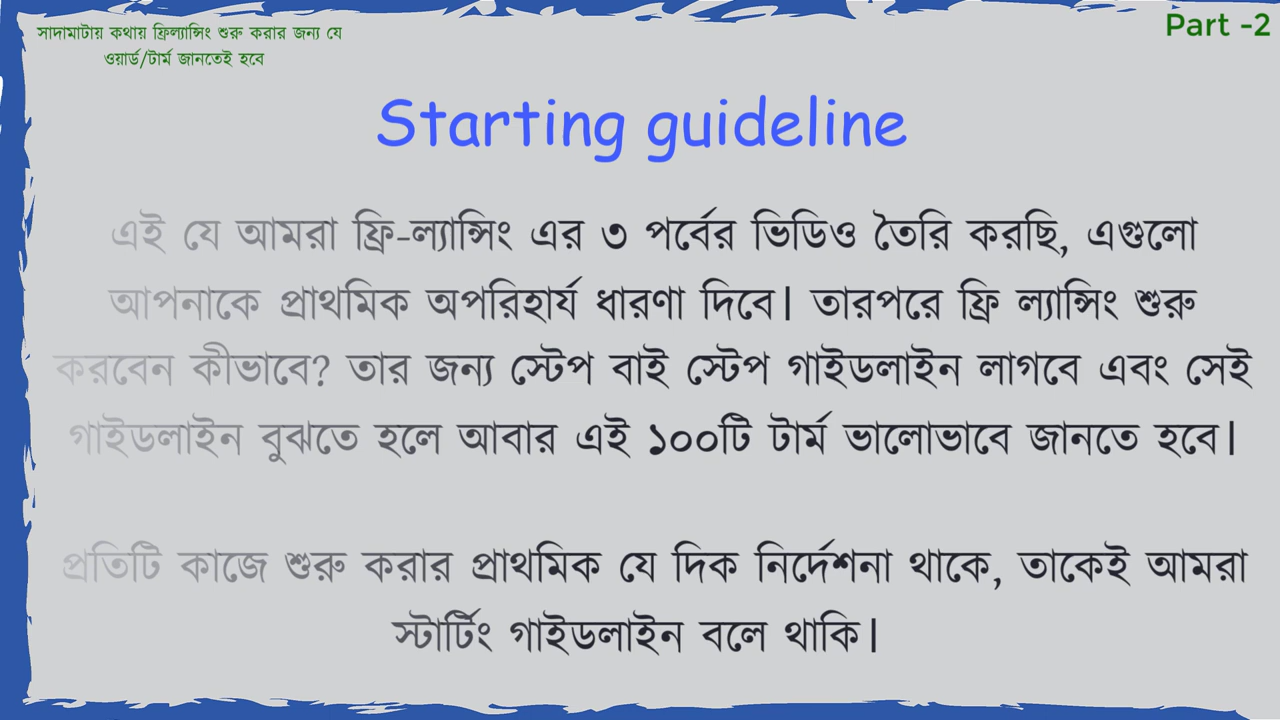 সাদামাটায় কথায় ফ্রিল্যান্সিং শুরু করার জন্য যে
ওয়ার্ড/টার্ম জানতেই হবে
Part -2
Starting guideline
এই যে আমরা ফ্রি-ল্যান্সিং এর ৩ পর্বের ভিডিও তৈরি করছি, এগুলো
আপনাকে প্রাথমিক অপরিহার্য ধারণা দিবে। তারপরে ফ্রি ল্যান্সিং শুরু
করবেন কীভাবে? তার জন্য স্টেপ বাই স্টেপ গাইডলাইন লাগবে এবং সেই
গাইডলাইন বুঝতে হলে আবার এই ১০০টি টার্ম ভালোভাবে জানতে হবে।
প্রতিটি কাজে শুরু করার প্রাথমিক যে দিক নির্দেশনা থাকে, তাকেই আমরা
স্টার্টিং গাইডলাইন বলে থাকি।